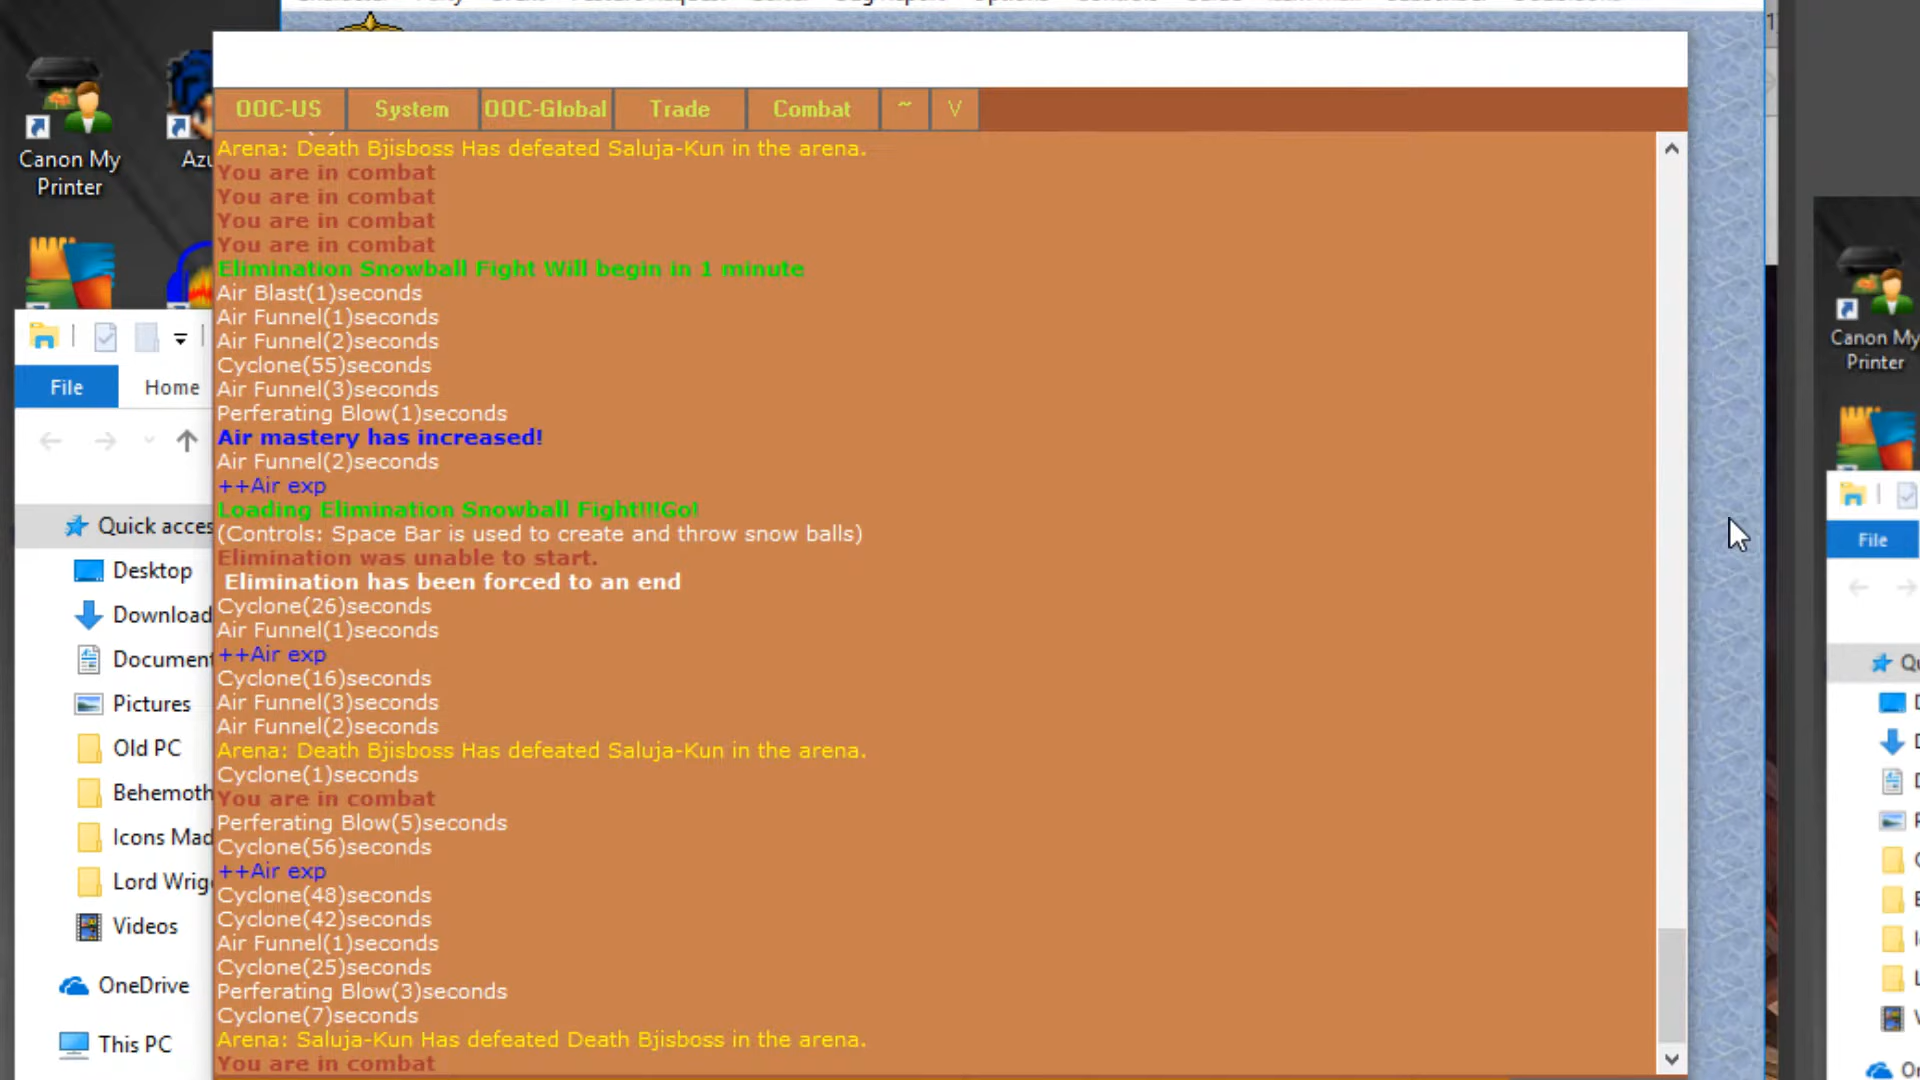 OOC-US System OOC-Global Trade Combat ~ V
Arena: Death Bjisboss Has defeated Saluja-Kun in the arena.
You are in combat
You are in combat
You are in combat
You are in combat
Elimination Snowball Fight Will begin in 1 minute
Air Blast(1)seconds
Air Funnel(1)seconds
Air Funnel(2)seconds
Cyclone(55)seconds
Air Funnel(3)seconds
Perferating Blow(1)seconds
Air mastery has increased!
Air Funnel(2)seconds
++Air exp
Loading Elimination Snowball Fight!!!Go!
(Controls: Space Bar is used to create and throw snow balls)
Elimination was unable to start.
Elimination has been forced to an end
Cyclone(26)seconds
Air Funnel(1)seconds
++Air exp
Cyclone(16)seconds
Air Funnel(3)seconds
Air Funnel(2)seconds
Arena: Death Bjisboss Has defeated Saluja-Kun in the arena.
Cyclone(1)seconds
You are in combat
Perferating Blow(5)seconds
Cyclone(56)seconds
++Air exp
Cyclone(48)seconds
Cyclone(42)seconds
Air Funnel(1)seconds
Cyclone(25)seconds
Perferating Blow(3)seconds
Cyclone(7)seconds
Arena: Saluja-Kun Has defeated Death Bjisboss in the arena.
You are in combat
Canon My
Printer
Azu
File Home
Quick acces
Desktop
Download
Document
Pictures
Old PC
Behemoth
Icons Mad
Lord Wrig
Videos
OneDrive
This PC
Canon My
Printer
File